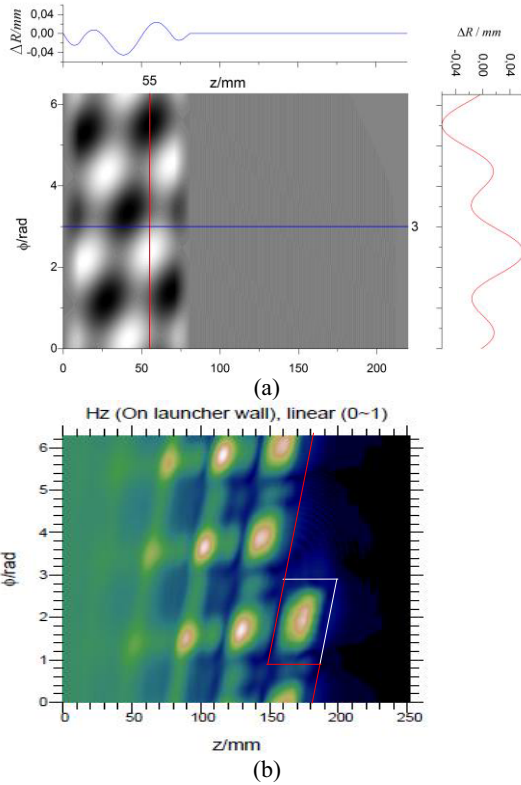 ΔR/mm
0,04
0,00
-0,04
55
z/mm
ΔR / mm
-0,04
0,00
0,04
ϕ/rad
6
4
2
0
3
0 50 100 150 200
(a)
Hz (On launcher wall), linear (0~1)
ϕ/rad
6
5
4
3
2
1
0
0 50 100 150 200 250
z/mm
(b)